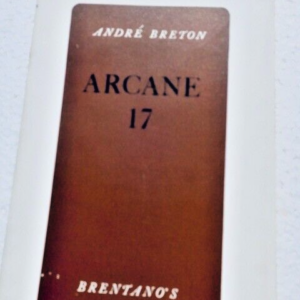 ANDRÉ BRETON
ARCANE
17
BRENTANO'S